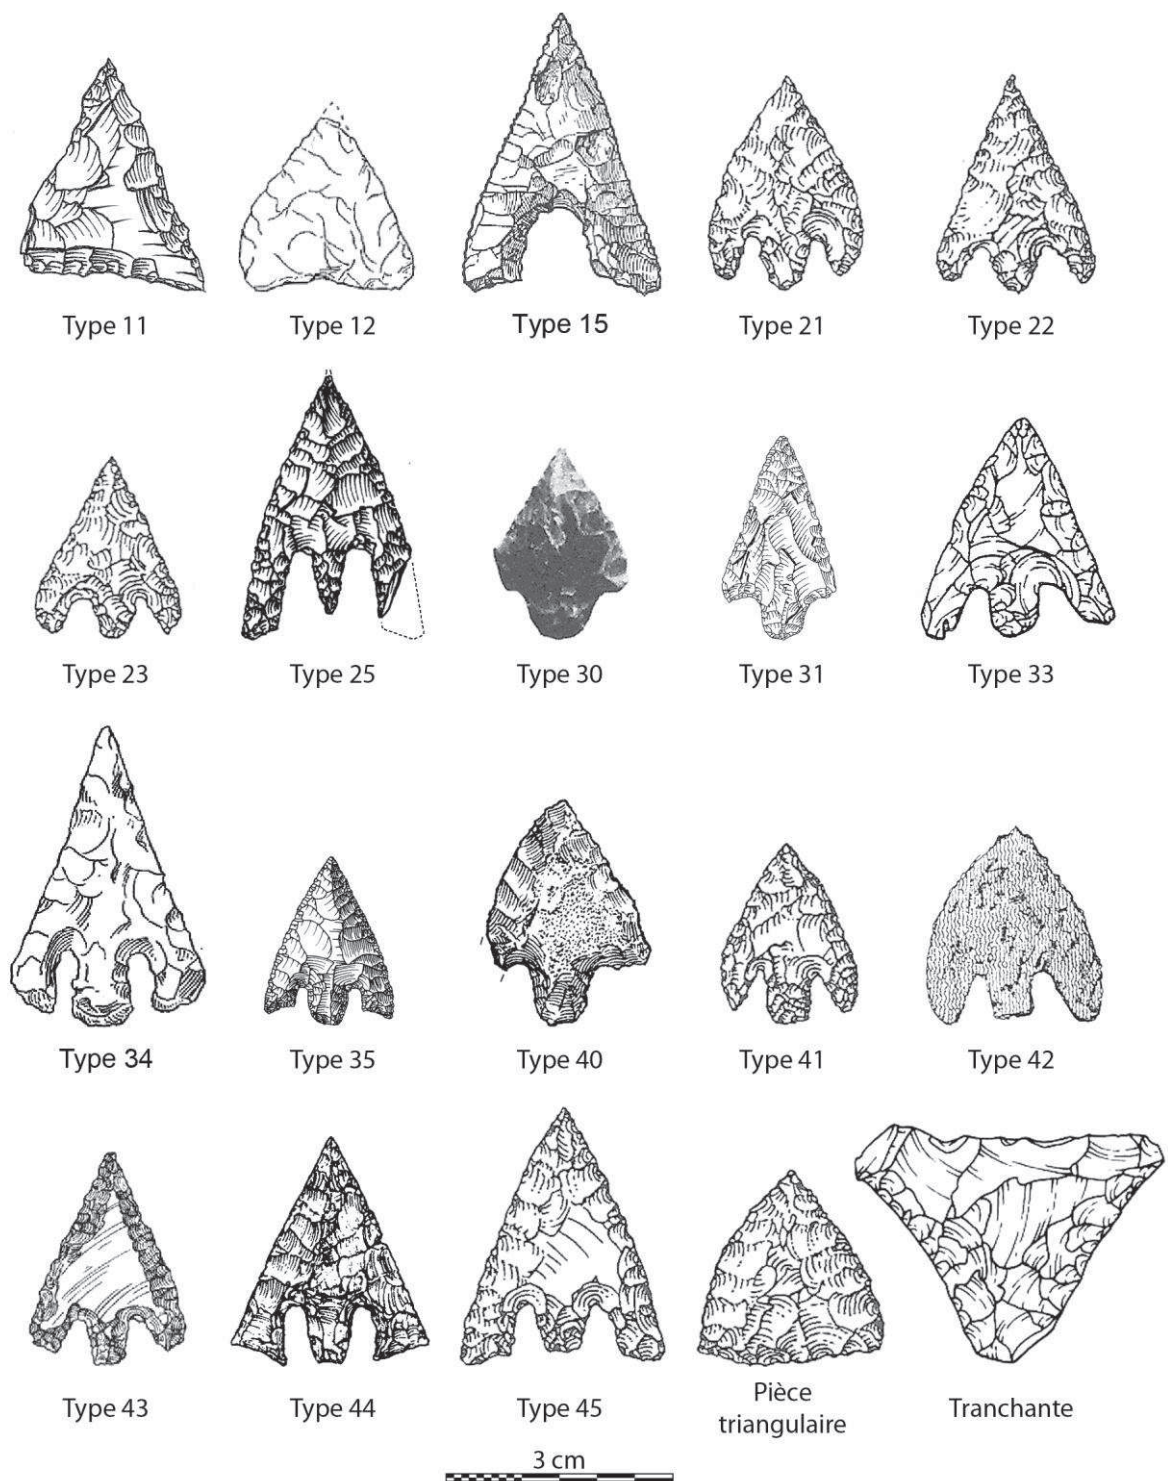 Type 11
Type 12
Type 15
Type 21
Type 22
Type 23
Type 25
Type 30
Type 31
Type 33
Type 34
Type 35
Type 40
Type 41
Type 42
Type 43
Type 44
Type 45
Pièce
triangulaire
Tranchante
3 cm